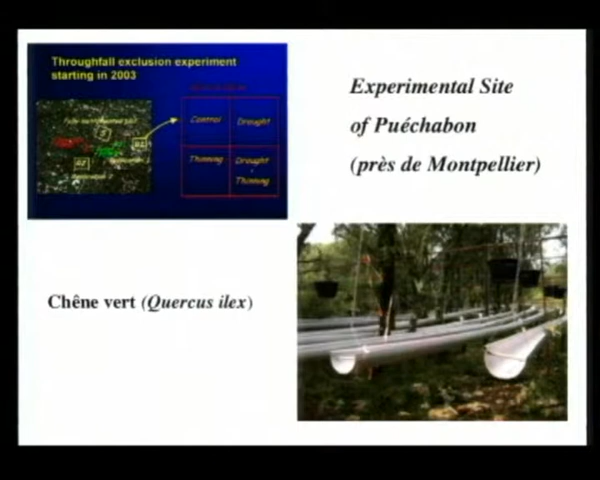 Throughfall exclusion experiment
starting in 2003
Control
Drought
Thinning
Drought
+
Thinning
Experimental Site
of Puéchabon
(près de Montpellier)
Chêne vert (Quercus ilex)